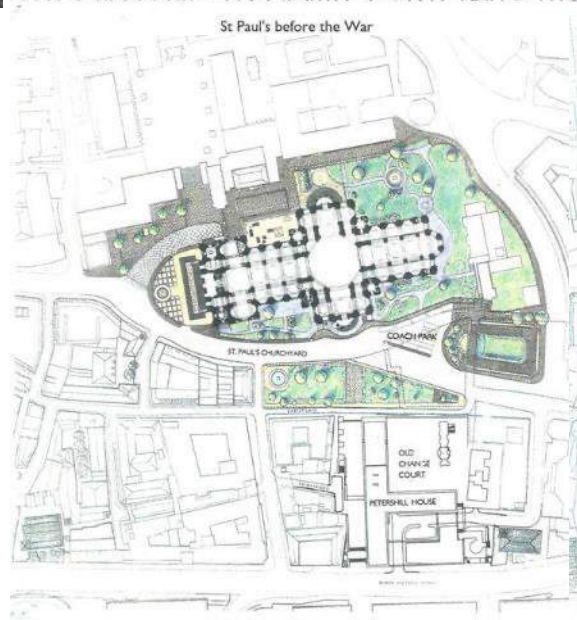 St Paul's before the War
COACH PARK
ST. PAUL'S CHURCHYARD
OLD
CHANGE
COURT
PETERSHILL HOUSE